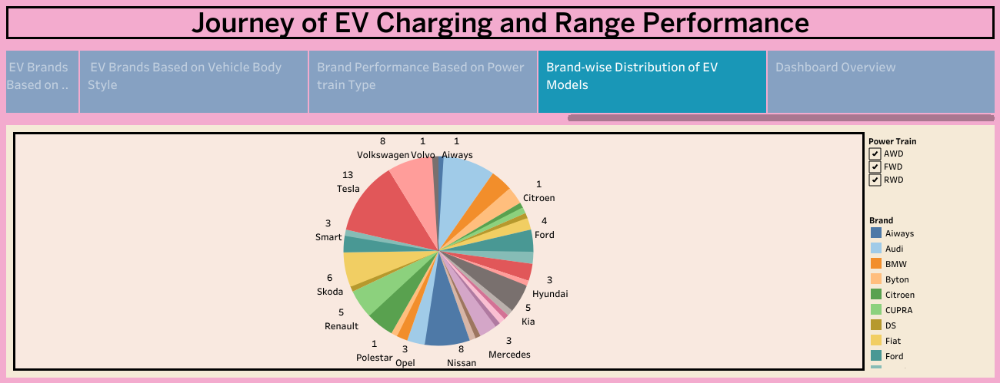 Journey of EV Charging and Range Performance
EV Brands
Based on ..
EV Brands Based on Vehicle Body
Style
Brand Performance Based on Power
train Type
Brand-wise Distribution of EV
Models
Dashboard Overview
8
Volkswagen
1
Volvo
1
Aiways
13
Tesla
1
Citroen
3
Smart
4
Ford
6
Skoda
3
Hyundai
5
Renault
5
Kia
1
Polestar
3
Opel
8
Nissan
3
Mercedes
Power Train
AWD
FWD
RWD
Brand
Aiways
Audi
BMW
Byton
Citroen
CUPRA
DS
Fiat
Ford